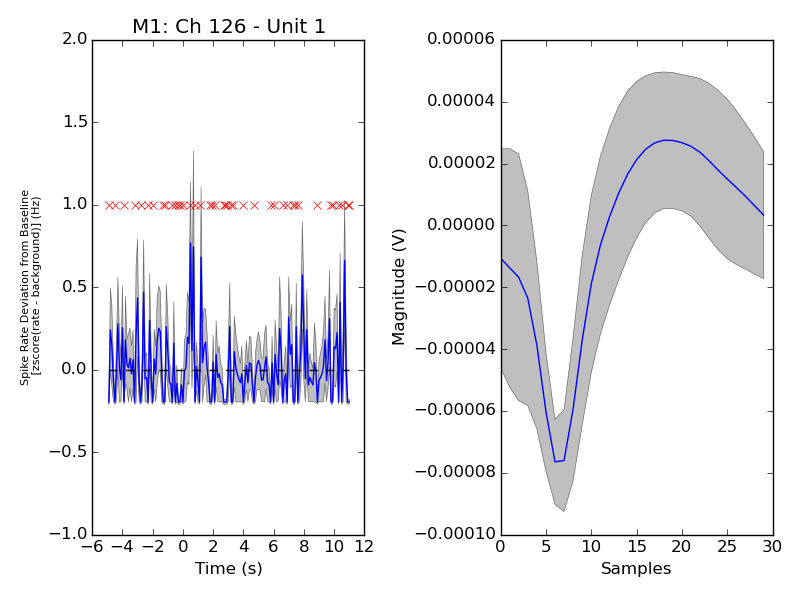 M1: Ch 126 - Unit 1
2.0
1.5
1.0
0.5
0.0
−0.5
−1.0
−6 −4 −2 0 2 4 6 8 10 12
Time (s)
Spike Rate Deviation from Baseline
[zscore(rate - background)] (Hz)
0.00006
0.00004
0.00002
0.00000
−0.00002
−0.00004
−0.00006
−0.00008
−0.00010
0 5 10 15 20 25 30
Samples
Magnitude (V)